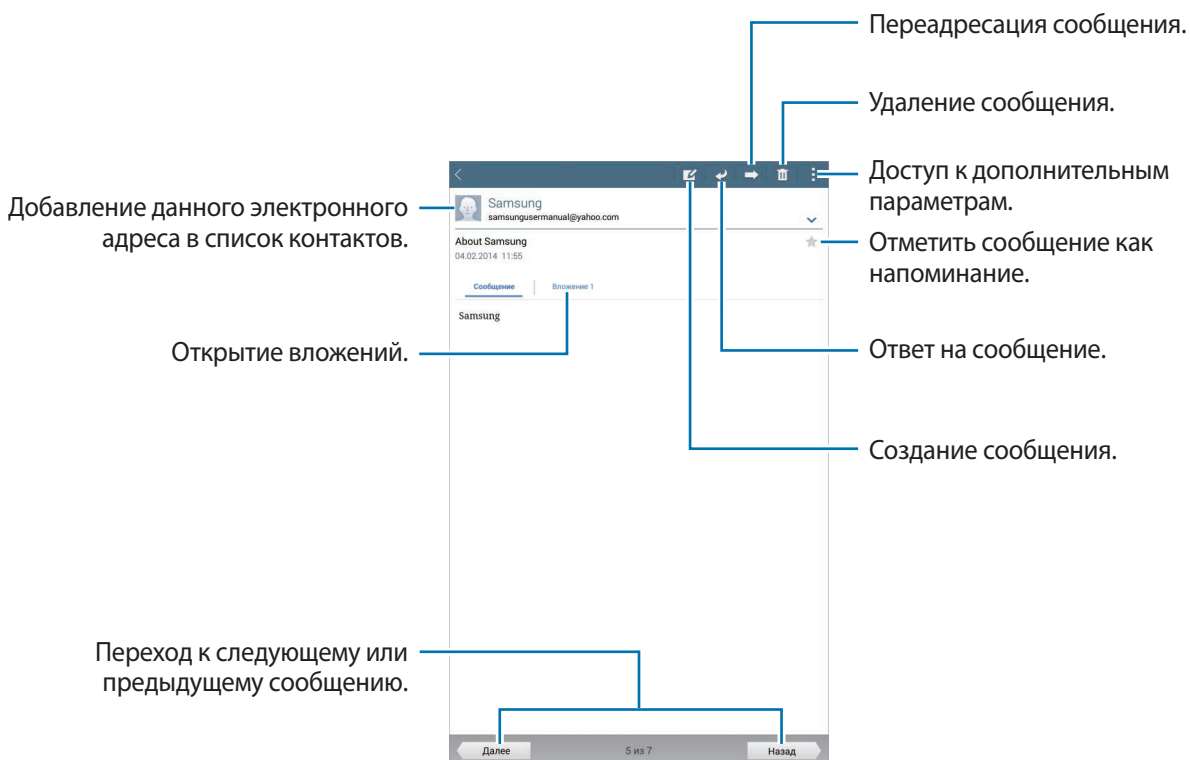 Переадресация сообщения.
Удаление сообщения.
Доступ к дополнительным
параметрам.
Добавление данного электронного
адреса в список контактов.
Samsung
samsungusermanual@yahoo.com
About Samsung
04.02.2014 11:55
Отметить сообщение как
напоминание.
Сообщение
Вложение 1
Samsung
Открытие вложений.
Ответ на сообщение.
Создание сообщения.
Переход к следующему или
предыдущему сообщению.
Далее
5 из 7
Назад